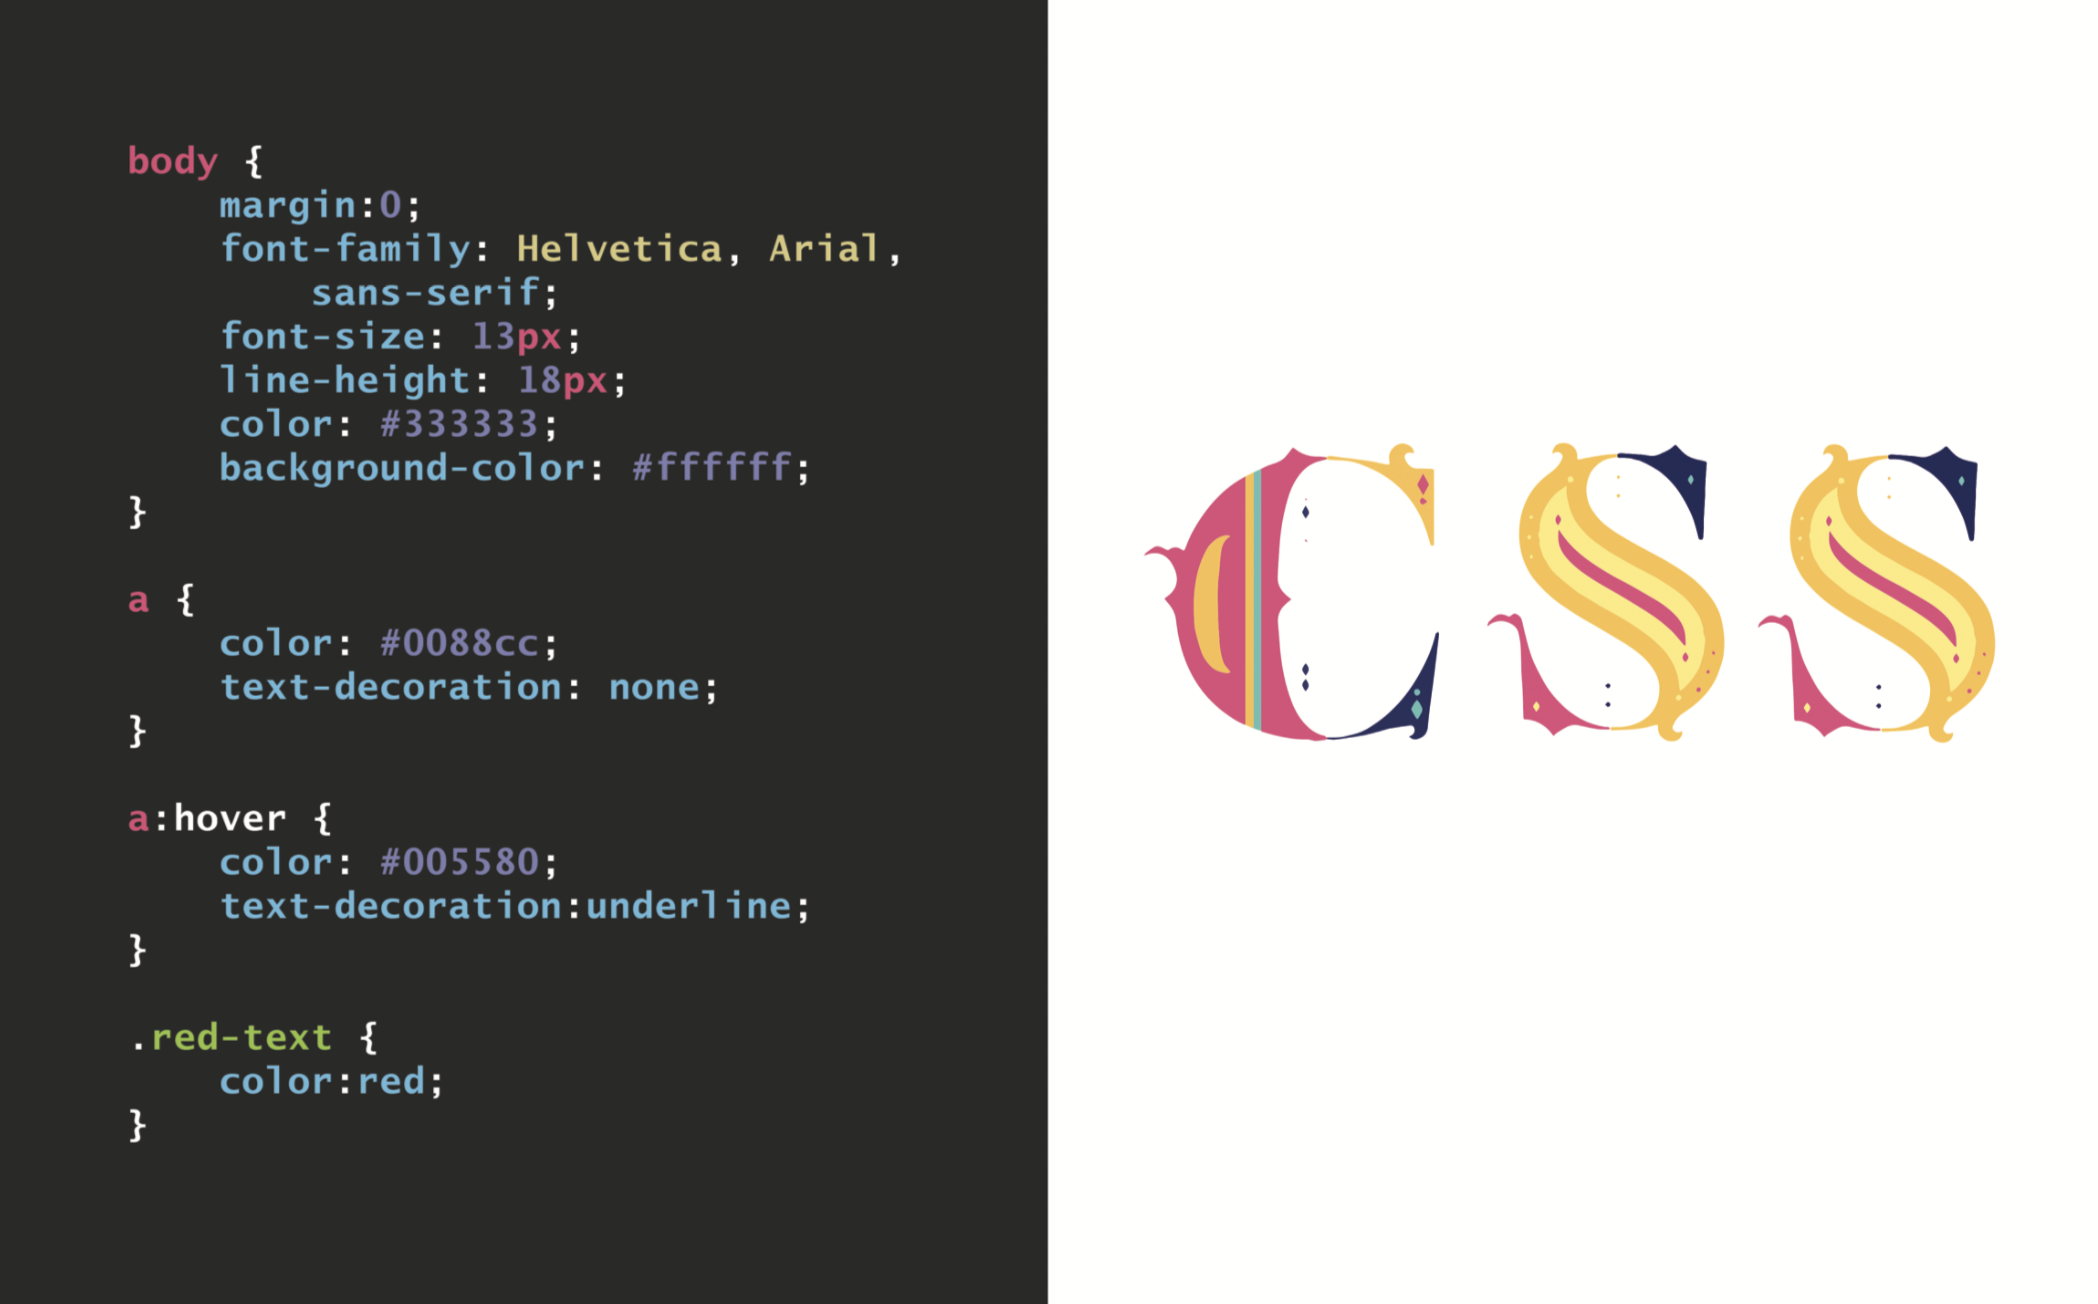 body {
    margin:0;
    font-family: Helvetica, Arial,
        sans-serif;
    font-size: 13px;
    line-height: 18px;
    color: #333333;
    background-color: #ffffff;
}

a {
    color: #0088cc;
    text-decoration: none;
}

a:hover {
    color: #005580;
    text-decoration:underline;
}

.red-text {
    color:red;
}
CSS